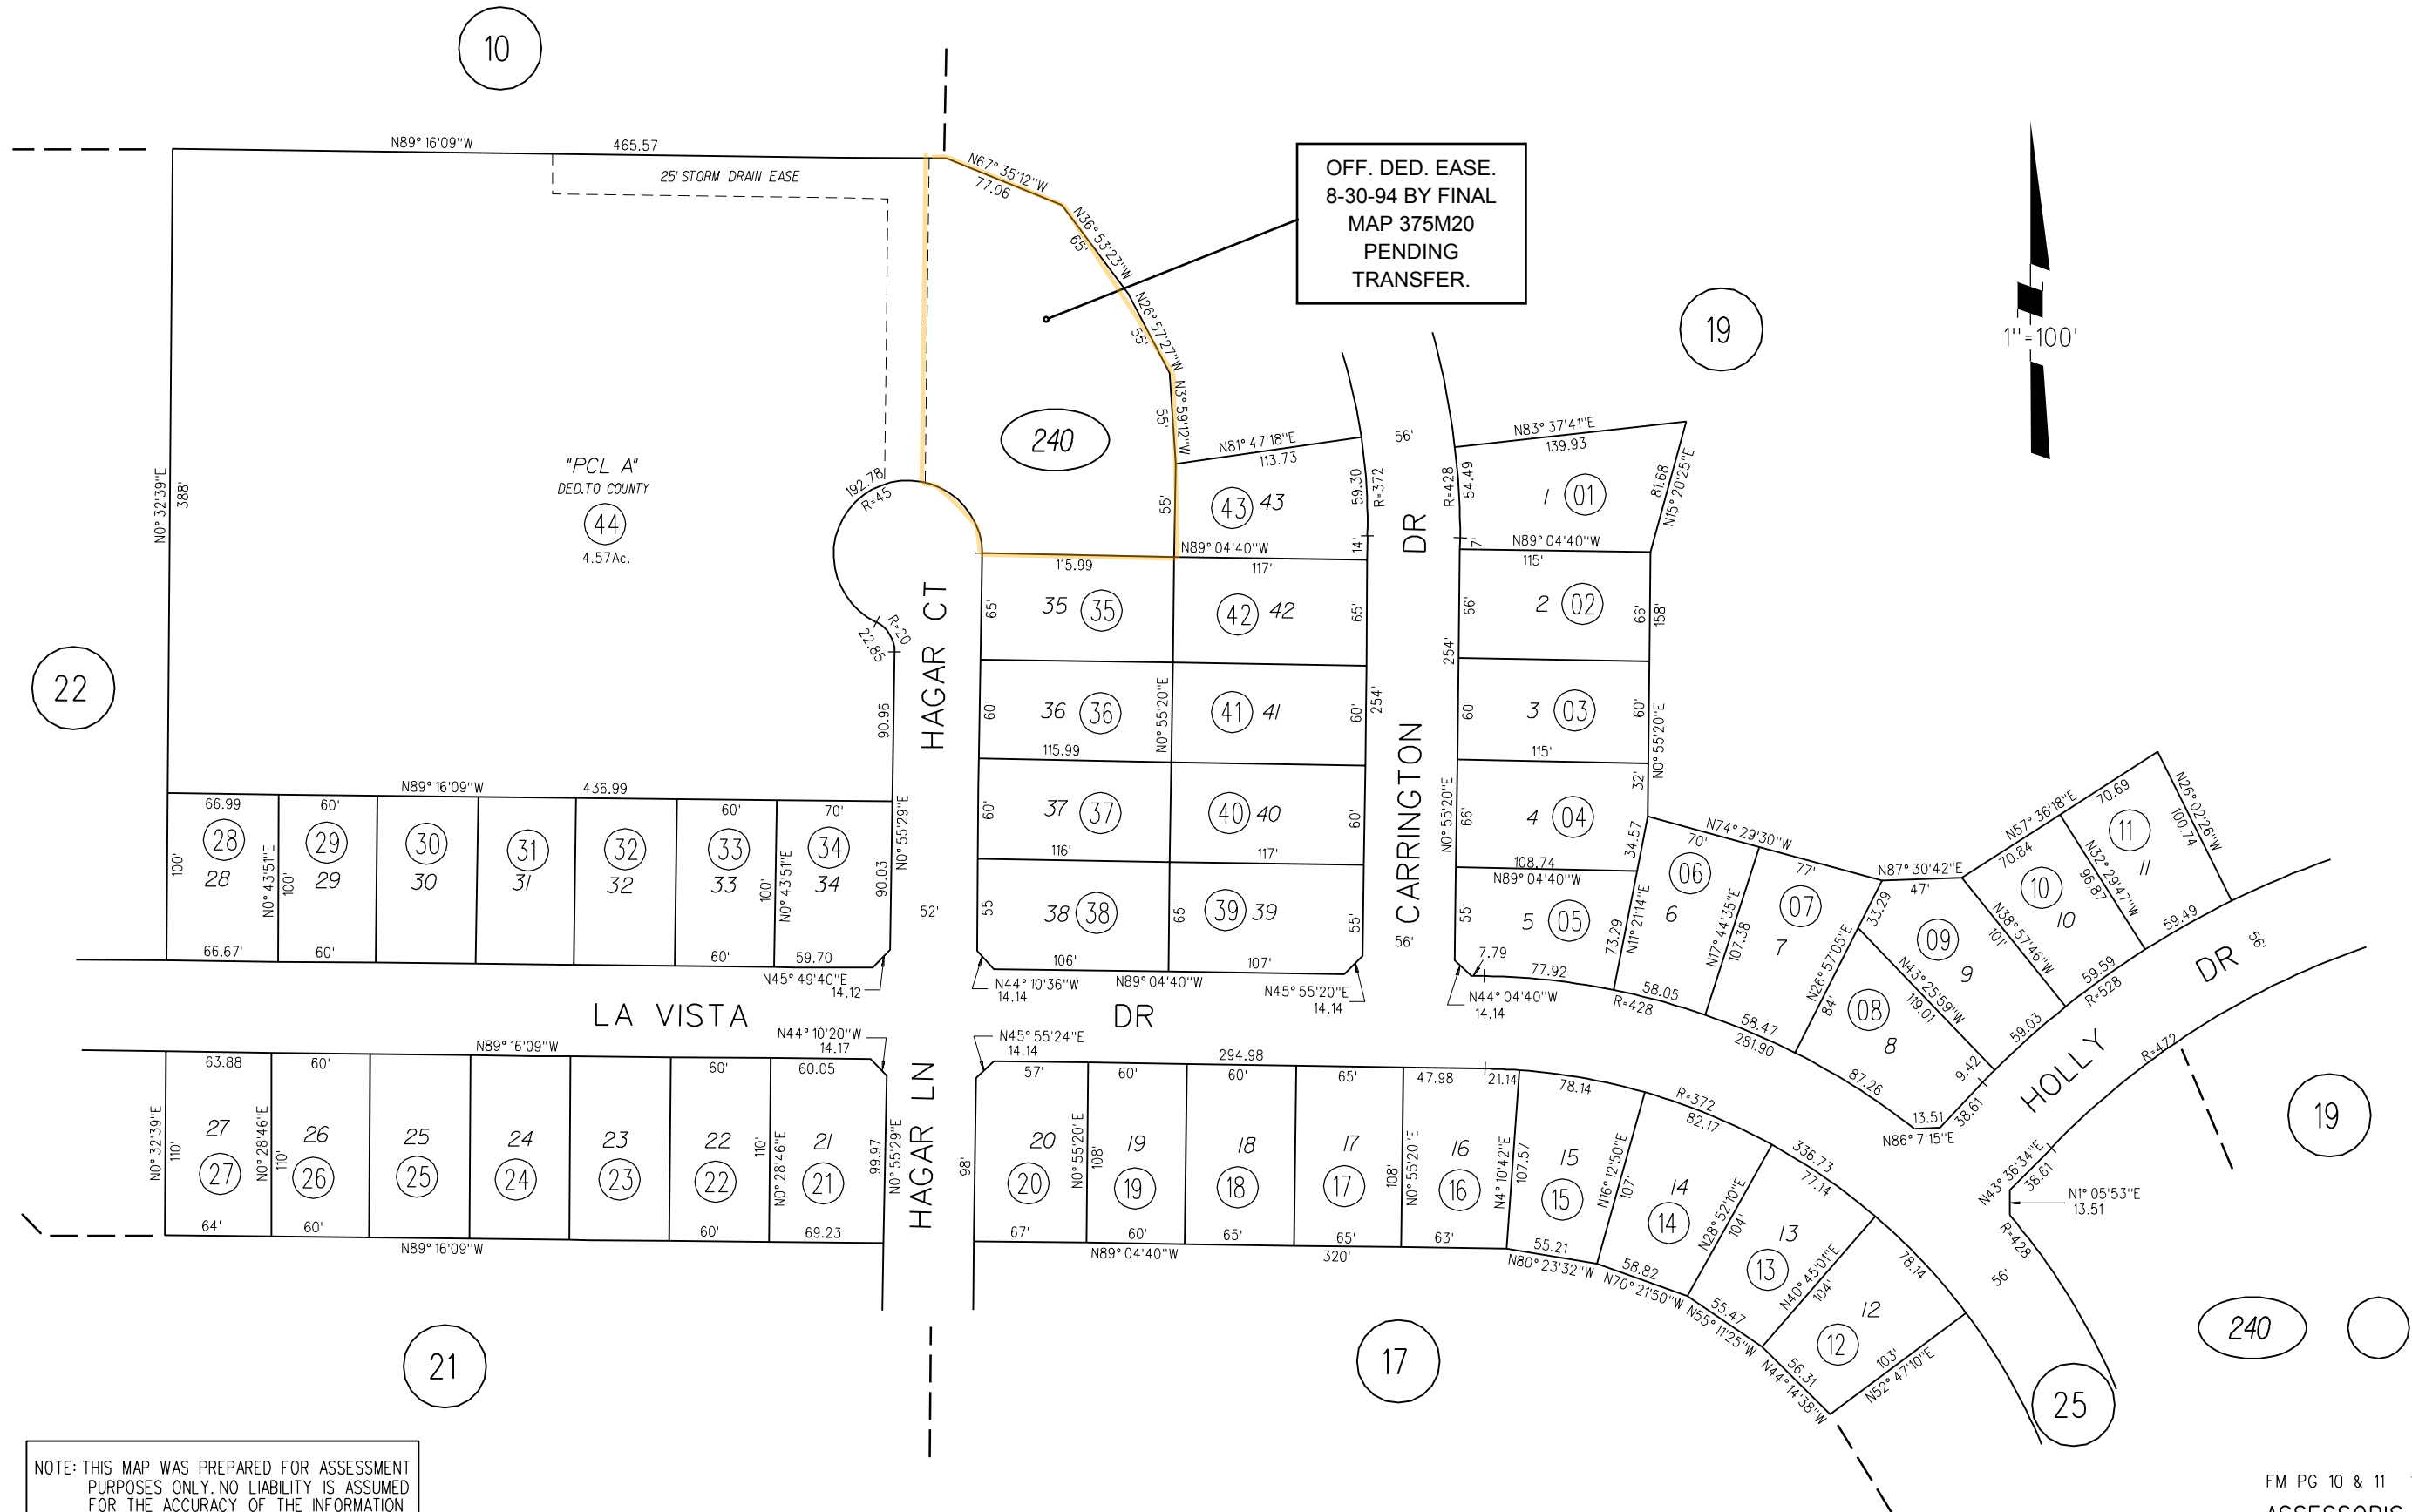 10
N89° 16'09"W
465.57
25' STORM DRAIN EASE
N67° 35'12"W
77.06
N36° 53'23"W
65'
N26° 57'27"W
55'
N3° 59'12"W
55'
55'
OFF. DED. EASE.
8-30-94 BY FINAL
MAP 375M20
PENDING
TRANSFER.
19
1"=100'
240
N0° 32'39"E
388'
"PCL A"
DED.TO COUNTY
44
4.57Ac.
192.78
R=45
R=20
22.85
90.96
HAGAR CT
22
N81° 47'18"E
113.73
43 43
59.30
R=372
14'
N89° 04'40"W
56'
R=428
54.49
7'
N83° 37'41"E
139.93
1 01
81.68
N15° 20'25"E
N89° 04'40"W
115.99
117'
115'
65'
35 35
42 42
65'
66'
2 02
66'
158'
DR
254'
60'
36 36
N0° 55'20"E
41 41
60'
254'
60'
3 03
60'
N0° 55'20"E
115.99
115'
60'
37 37
40 40
60'
CARRINGTON
N0° 55'20"E
66'
4 04
32'
34.57
116'
117'
108.74
N89° 04'40"W
55
38 38
65'
39 39
55'
56'
55'
5 05
73.29
N11° 21'14"E
106'
107'
N89° 04'40"W
N44° 10'36"W
14.14
N45° 55'20"E
14.14
7.79
77.92
N44° 04'40"W
14.14
N89° 16'09"W
436.99
66.99
60'
60'
70'
28
29
30
31
32
33
34
28
29
30
31
32
33
34
100'
N0° 43'51"E
100'
100'
N0° 43'51"E
90.03
N0° 55'29"E
52'
66.67'
60'
60'
59.70
N45° 49'40"E
14.12
N74° 29'30"W
70'
77'
06
6
N17° 44'35"E
107.38
07
7
58.05
R=428
58.47
281.90
N87° 30'42"E
47'
33.29
N26° 57'05"E
84'
09
9
N43° 25'59"W
119.01
08
8
87.26
N38° 57'46"W
101'
N57° 36'18"E
70.84
70.69
10
10
11
11
N32° 29'47"W
96.87
N26° 02'26"W
100.74
59.49
59.59
R=528
59.03
9.42
38.61
13.51
N86° 7'15"E
56'
HOLLY DR
R=472
N43° 36'34"E
38.61
N1° 05'53"E
13.51
R=428
56'
19
LA VISTA DR
N89° 16'09"W
N44° 10'20"W
14.17
N45° 55'24"E
14.14
294.98
63.88
60'
60'
60.05
57'
60'
60'
65'
47.98
21.14
78.14
R=372
82.17
336.73
77.14
78.14
N0° 32'39"E
110'
27
27
N0° 28'46"E
110'
26
26
25
25
24
24
23
23
22
22
110'
N0° 28'46"E
21
21
99.97
N0° 55'29"E
HAGAR LN
98'
20
20
N0° 55'20"E
108'
19
19
18
18
17
17
108'
N0° 55'20"E
16
16
N4° 10'42"E
107.57
15
15
N16° 12'50"E
107'
14
14
N28° 52'10"E
104'
13
13
N40° 45'01"E
104'
12
12
103'
N52° 47'10"E
64'
60'
60'
69.23
N89° 16'09"W
67'
60'
65'
65'
63'
N89° 04'40"W
320'
55.21
N80° 23'32"W
58.82
N70° 21'50"W
55.47
N55° 11'25"W
56.31
N44° 14'38"W
21
17
25
240
NOTE: THIS MAP WAS PREPARED FOR ASSESSMENT
PURPOSES ONLY. NO LIABILITY IS ASSUMED
FOR THE ACCURACY OF THE INFORMATION
FM PG 10 & 11